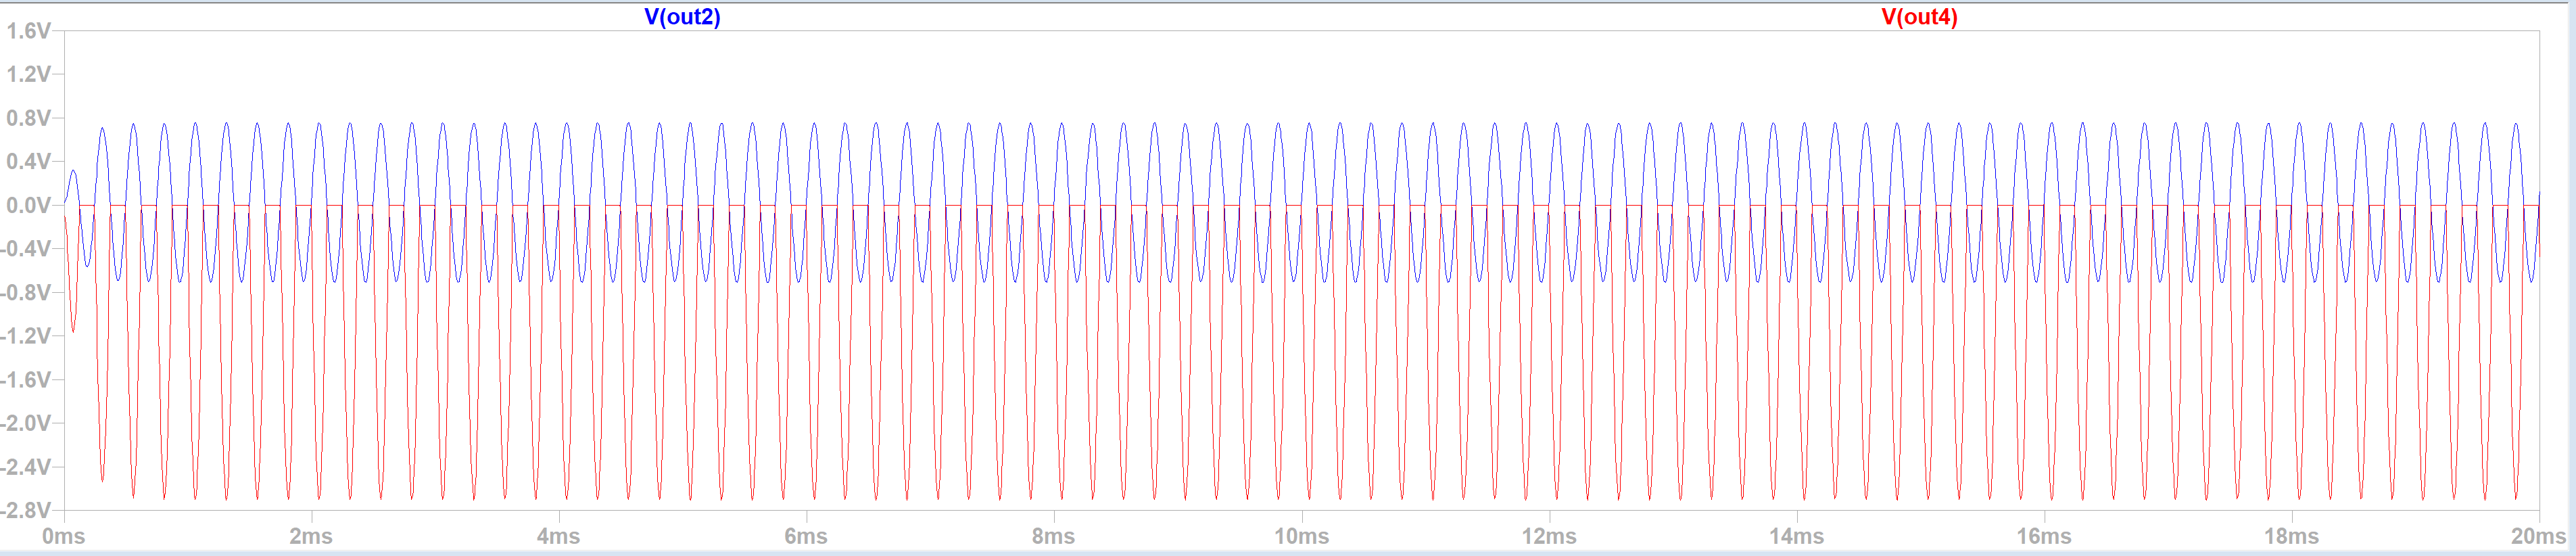 V(out2) V(out4)
1.6V
1.2V
0.8V
0.4V
0.0V
-0.4V
-0.8V
-1.2V
-1.6V
-2.0V
-2.4V
-2.8V
0ms 2ms 4ms 6ms 8ms 10ms 12ms 14ms 16ms 18ms 20ms